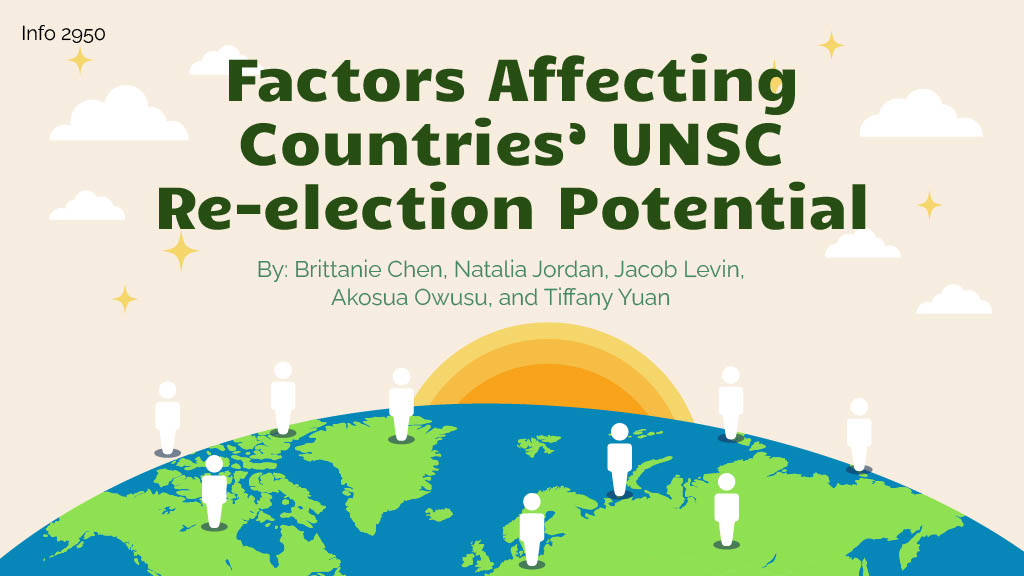 Info 2950
Factors Affecting
Countries’ UNSC
Re-election Potential
By: Brittanie Chen, Natalia Jordan, Jacob Levin,
Akosua Owusu, and Tiffany Yuan